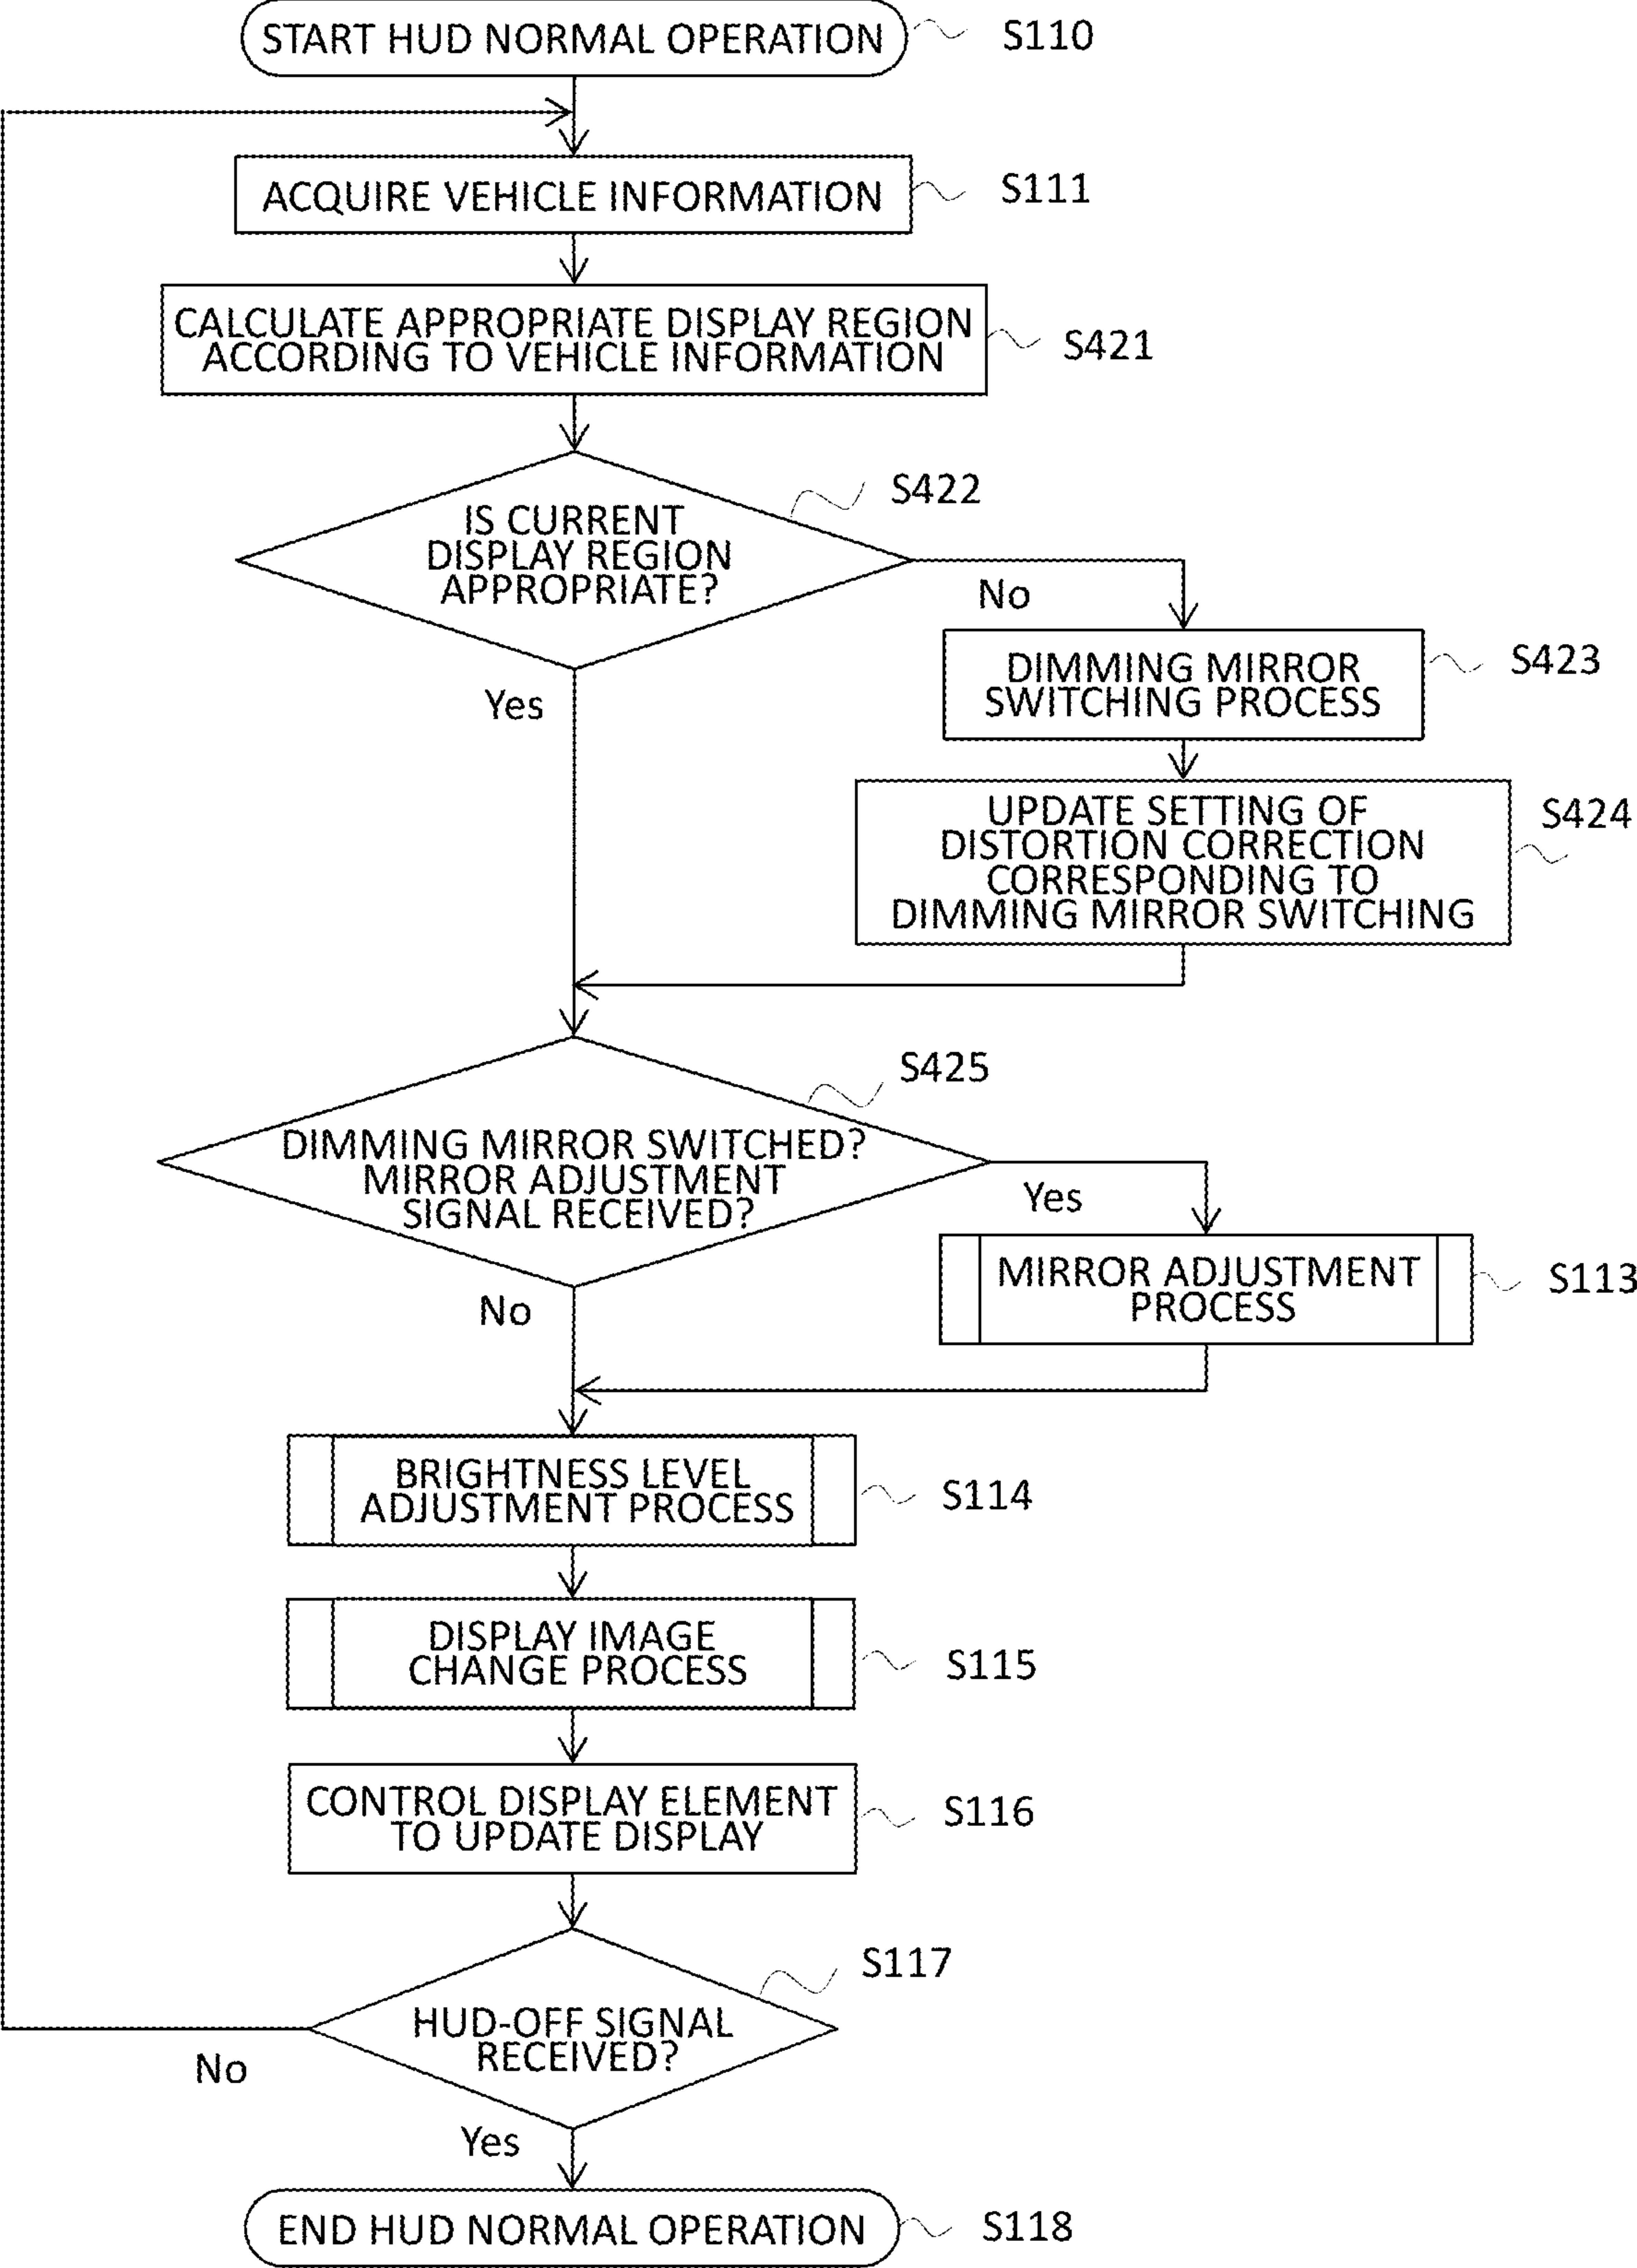 START HUD NORMAL OPERATION
S110
ACQUIRE VEHICLE INFORMATION
S111
CALCULATE APPROPRIATE DISPLAY REGION
ACCORDING TO VEHICLE INFORMATION
S421
IS CURRENT
DISPLAY REGION
APPROPRIATE?
S422
No
Yes
DIMMING MIRROR
SWITCHING PROCESS
S423
UPDATE SETTING OF
DISTORTION CORRECTION
CORRESPONDING TO
DIMMING MIRROR SWITCHING
S424
DIMMING MIRROR SWITCHED?
MIRROR ADJUSTMENT
SIGNAL RECEIVED?
S425
Yes
No
MIRROR ADJUSTMENT
PROCESS
S113
BRIGHTNESS LEVEL
ADJUSTMENT PROCESS
S114
DISPLAY IMAGE
CHANGE PROCESS
S115
CONTROL DISPLAY ELEMENT
TO UPDATE DISPLAY
S116
HUD-OFF SIGNAL
RECEIVED?
S117
No
Yes
END HUD NORMAL OPERATION
S118